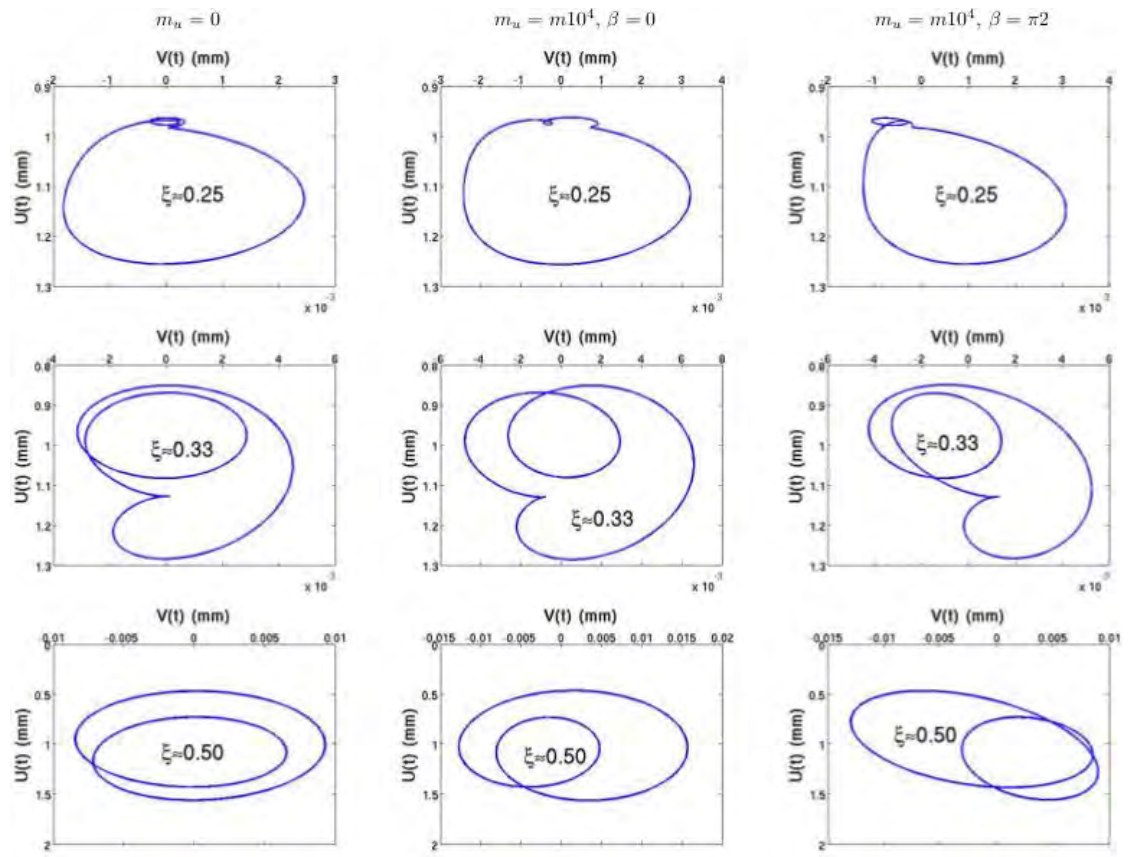 m_u = 0
m_u = m10⁴, β = 0
m_u = m10⁴, β = π2
V(t) (mm)
V(t) (mm)
V(t) (mm)
-2 -1 0 1 2 3
-3 -2 -1 0 1 2 3 4
-2 -1 0 1 2 3 4
U(t) (mm)
0.9
1
1.1
1.2
1.3
ξ≈0.25
x 10⁻³
U(t) (mm)
0.9
1
1.1
1.2
1.3
ξ≈0.25
x 10⁻³
U(t) (mm)
0.9
1
1.1
1.2
1.3
ξ≈0.25
x 10
V(t) (mm)
V(t) (mm)
V(t) (mm)
-4 -2 0 2 4 6
-6 -4 -2 0 2 4 6 8
-6 -4 -2 0 2 4 6
U(t) (mm)
0.8
0.9
1
1.1
1.2
1.3
ξ≈0.33
x 10⁻³
U(t) (mm)
0.8
0.9
1
1.1
1.2
1.3
ξ≈0.33
x 10⁻³
U(t) (mm)
0.8
0.9
1
1.1
1.2
1.3
ξ≈0.33
x 10
V(t) (mm)
V(t) (mm)
V(t) (mm)
-0.01 -0.005 0 0.005 0.01
-0.015 -0.01 -0.005 0 0.005 0.01 0.015 0.02
-0.015 -0.01 -0.005 0 0.005 0.01
U(t) (mm)
0
0.5
1
1.5
2
ξ≈0.50
U(t) (mm)
0
0.5
1
1.5
2
ξ≈0.50
U(t) (mm)
0
0.5
1
1.5
2
ξ≈0.50